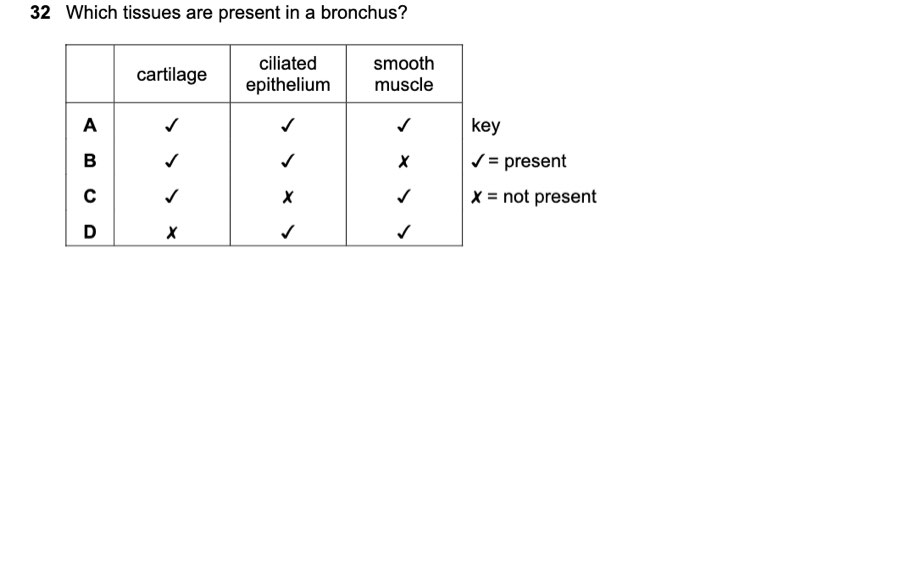 32 Which tissues are present in a bronchus?
cartilage ciliated epithelium smooth muscle
A ✓ ✓ ✓ key
B ✓ ✓ ✗ ✓ = present
C ✓ ✗ ✓ ✗ = not present
D ✗ ✓ ✓